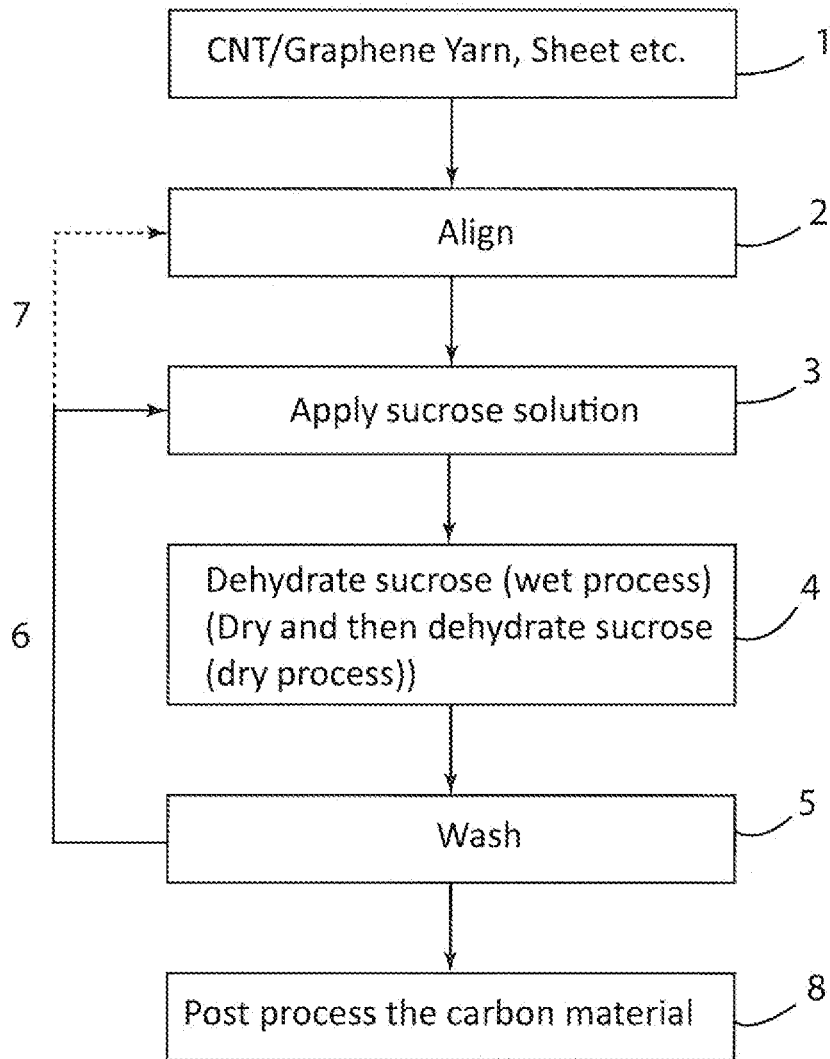 CNT/Graphene Yarn, Sheet etc.
1
Align
2
7
Apply sucrose solution
3
Dehydrate sucrose (wet process)
(Dry and then dehydrate sucrose
(dry process))
4
6
Wash
5
Post process the carbon material
8